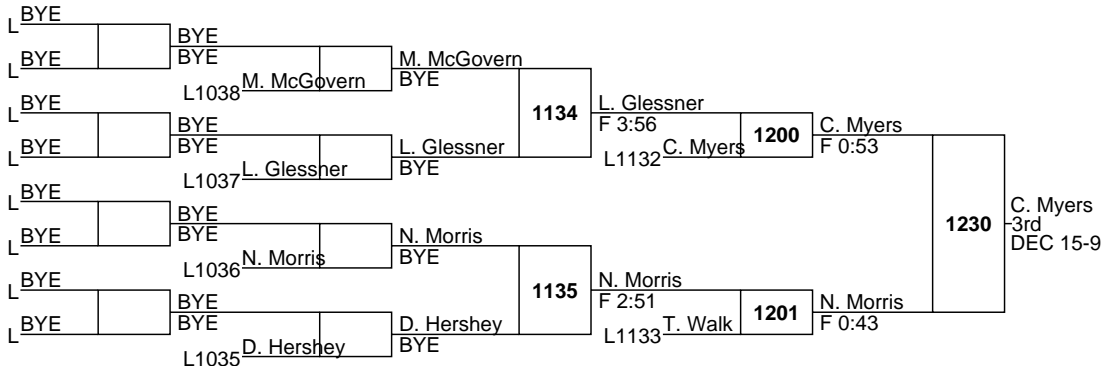 L BYE
L BYE
BYE
BYE
L1038 M. McGovern
M. McGovern
BYE
L BYE
L BYE
BYE
BYE
L1037 L. Glessner
L. Glessner
BYE
1134
L. Glessner
F 3:56
L1132 C. Myers
1200
C. Myers
F 0:53
L BYE
L BYE
BYE
BYE
L1036 N. Morris
N. Morris
BYE
L BYE
L BYE
BYE
BYE
L1035 D. Hershey
D. Hershey
BYE
1135
N. Morris
F 2:51
L1133 T. Walk
1201
N. Morris
F 0:43
1230
C. Myers
3rd
DEC 15-9